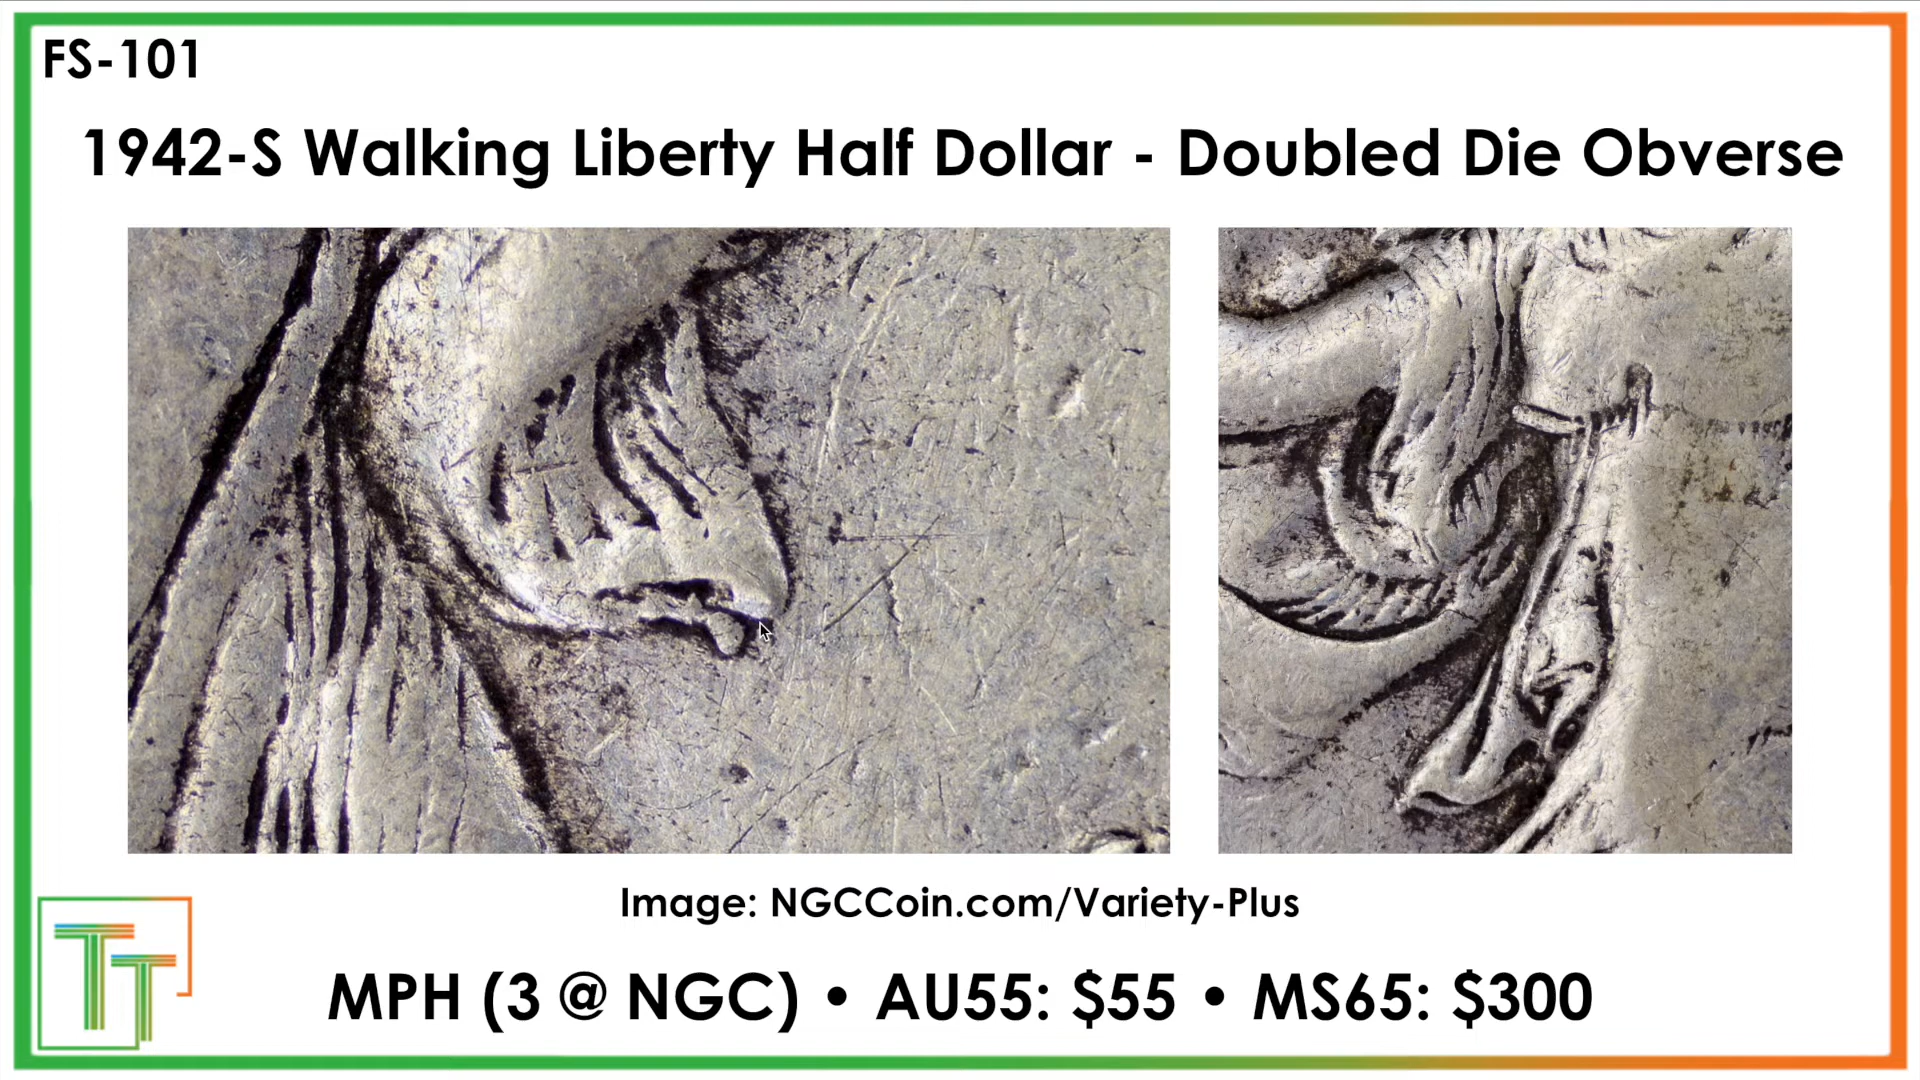 FS-101
1942-S Walking Liberty Half Dollar - Doubled Die Obverse
Image: NGCCoin.com/Variety-Plus
TT
MPH (3 @ NGC) • AU55: $55 • MS65: $300